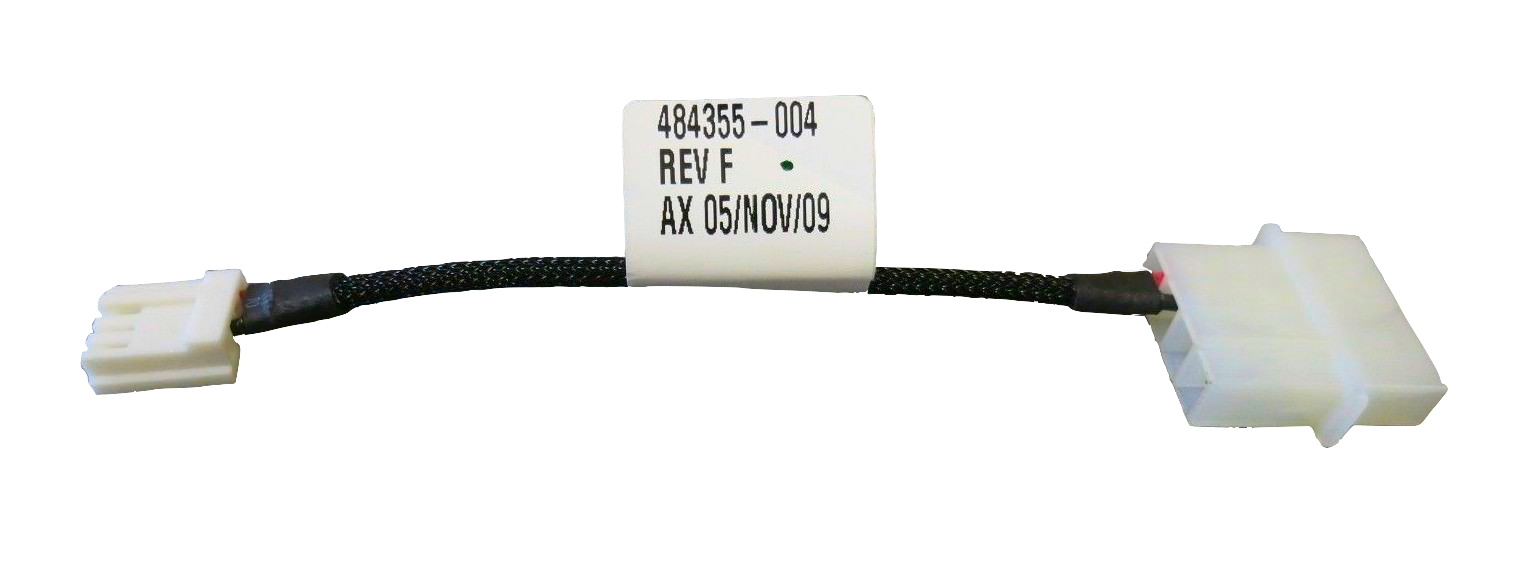 484355-004
REV F
AX 05/NOV/09